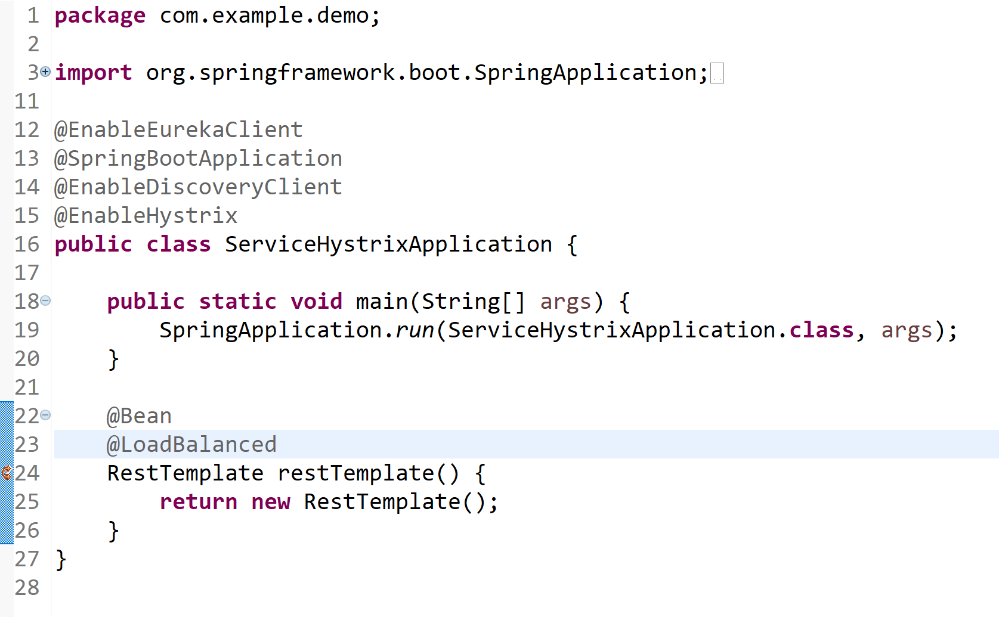 1 package com.example.demo;
2
3 import org.springframework.boot.SpringApplication;
11
12 @EnableEurekaClient
13 @SpringBootApplication
14 @EnableDiscoveryClient
15 @EnableHystrix
16 public class ServiceHystrixApplication {
17
18 public static void main(String[] args) {
19 SpringApplication.run(ServiceHystrixApplication.class, args);
20 }
21
22 @Bean
23 @LoadBalanced
24 RestTemplate restTemplate() {
25 return new RestTemplate();
26 }
27 }
28